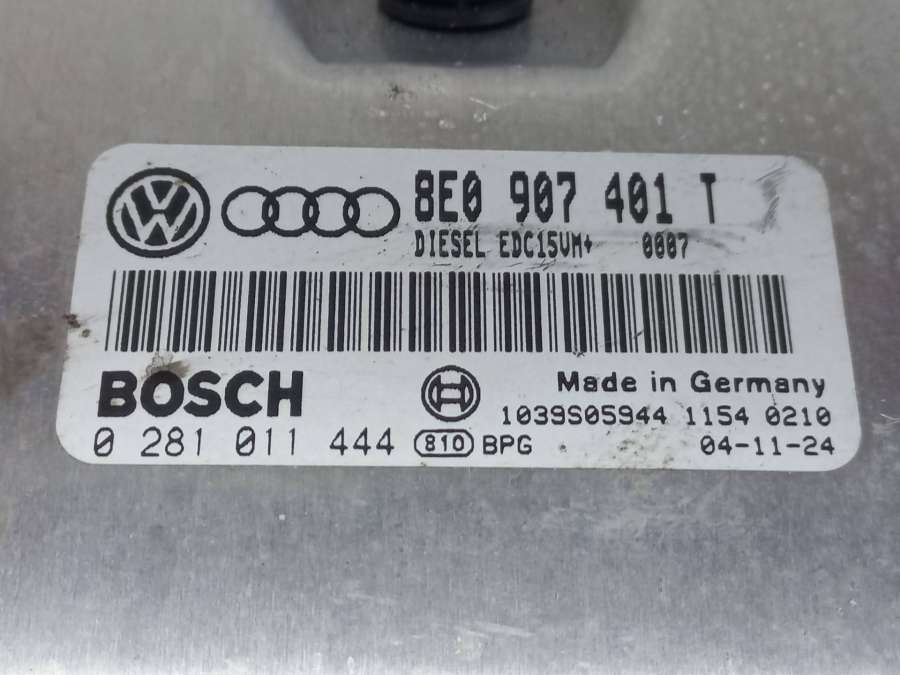 8E0 907 401 T
DIESEL EDC15VM+ 0007
BOSCH
Made in Germany
1039S05944 1154 0210
0 281 011 444 810 BPG 04-11-24